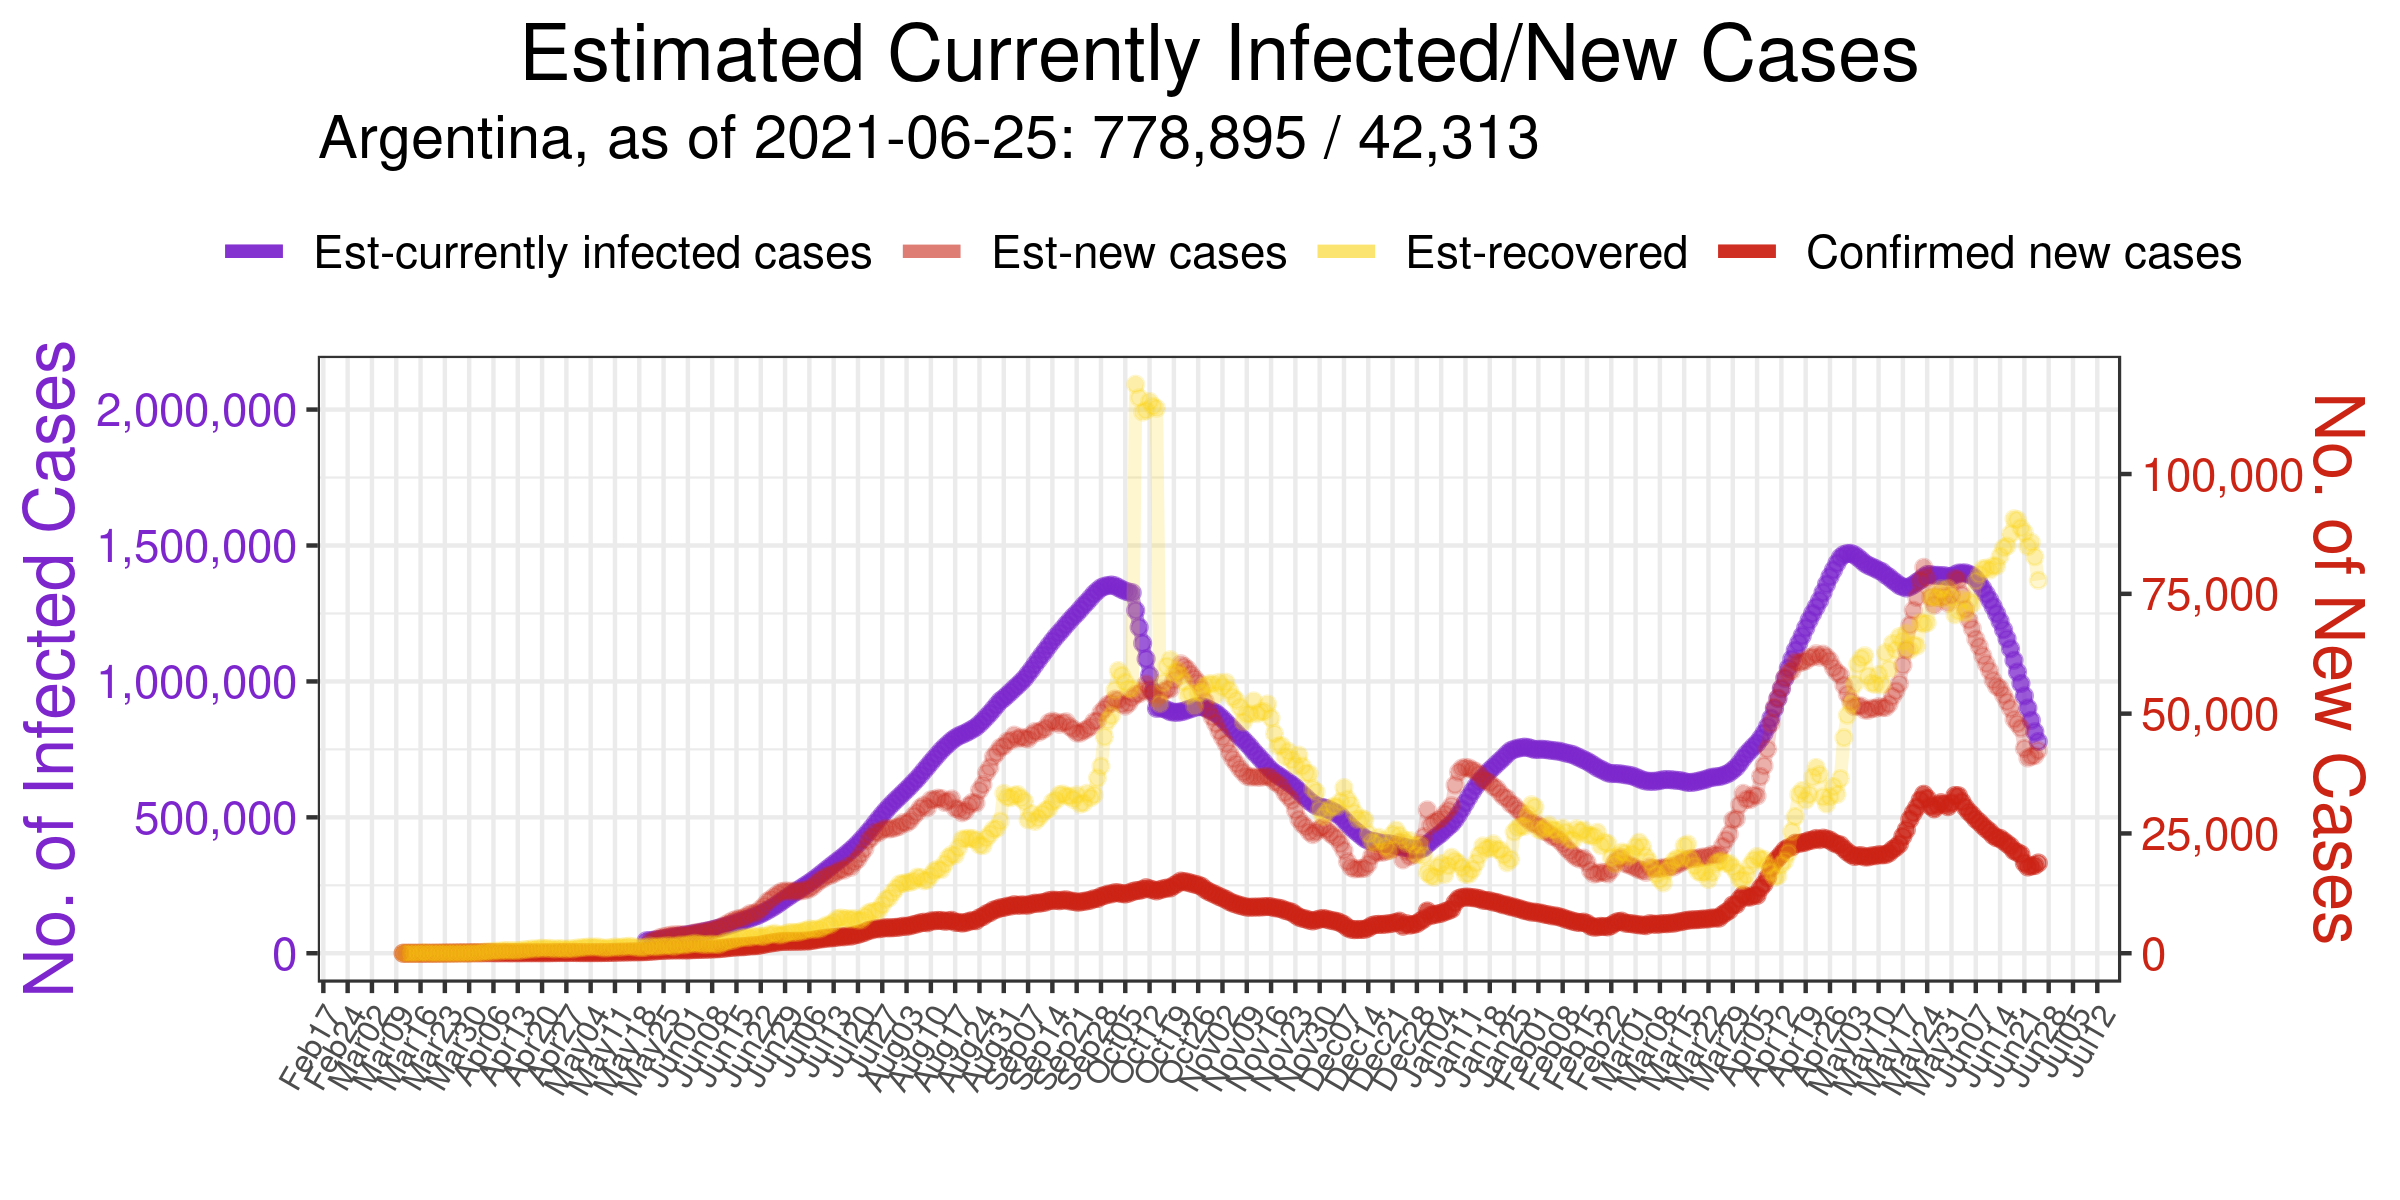 Estimated Currently Infected/New Cases
Argentina, as of 2021-06-25: 778,895 / 42,313
Est-currently infected cases Est-new cases Est-recovered Confirmed new cases
No. of Infected Cases
2,000,000
1,500,000
1,000,000
500,000
0
100,000
75,000
50,000
25,000
0
No. of New Cases
Feb17 Feb24 Mar02 Mar09 Mar16 Mar23 Mar30 Apr06 Apr13 Apr20 Apr27 May04 May11 May18 May25 Jun01 Jun08 Jun15 Jun22 Jun29 Jul06 Jul13 Jul20 Jul27 Aug03 Aug10 Aug17 Aug24 Aug31 Sep07 Sep14 Sep21 Sep28 Oct05 Oct12 Oct19 Oct26 Nov02 Nov09 Nov16 Nov23 Nov30 Dec07 Dec14 Dec21 Dec28 Jan04 Jan11 Jan18 Jan25 Feb01 Feb08 Feb15 Feb22 Mar01 Mar08 Mar15 Mar22 Mar29 Apr05 Apr12 Apr19 Apr26 May03 May10 May17 May24 May31 Jun07 Jun14 Jun21 Jun28 Jul05 Jul12